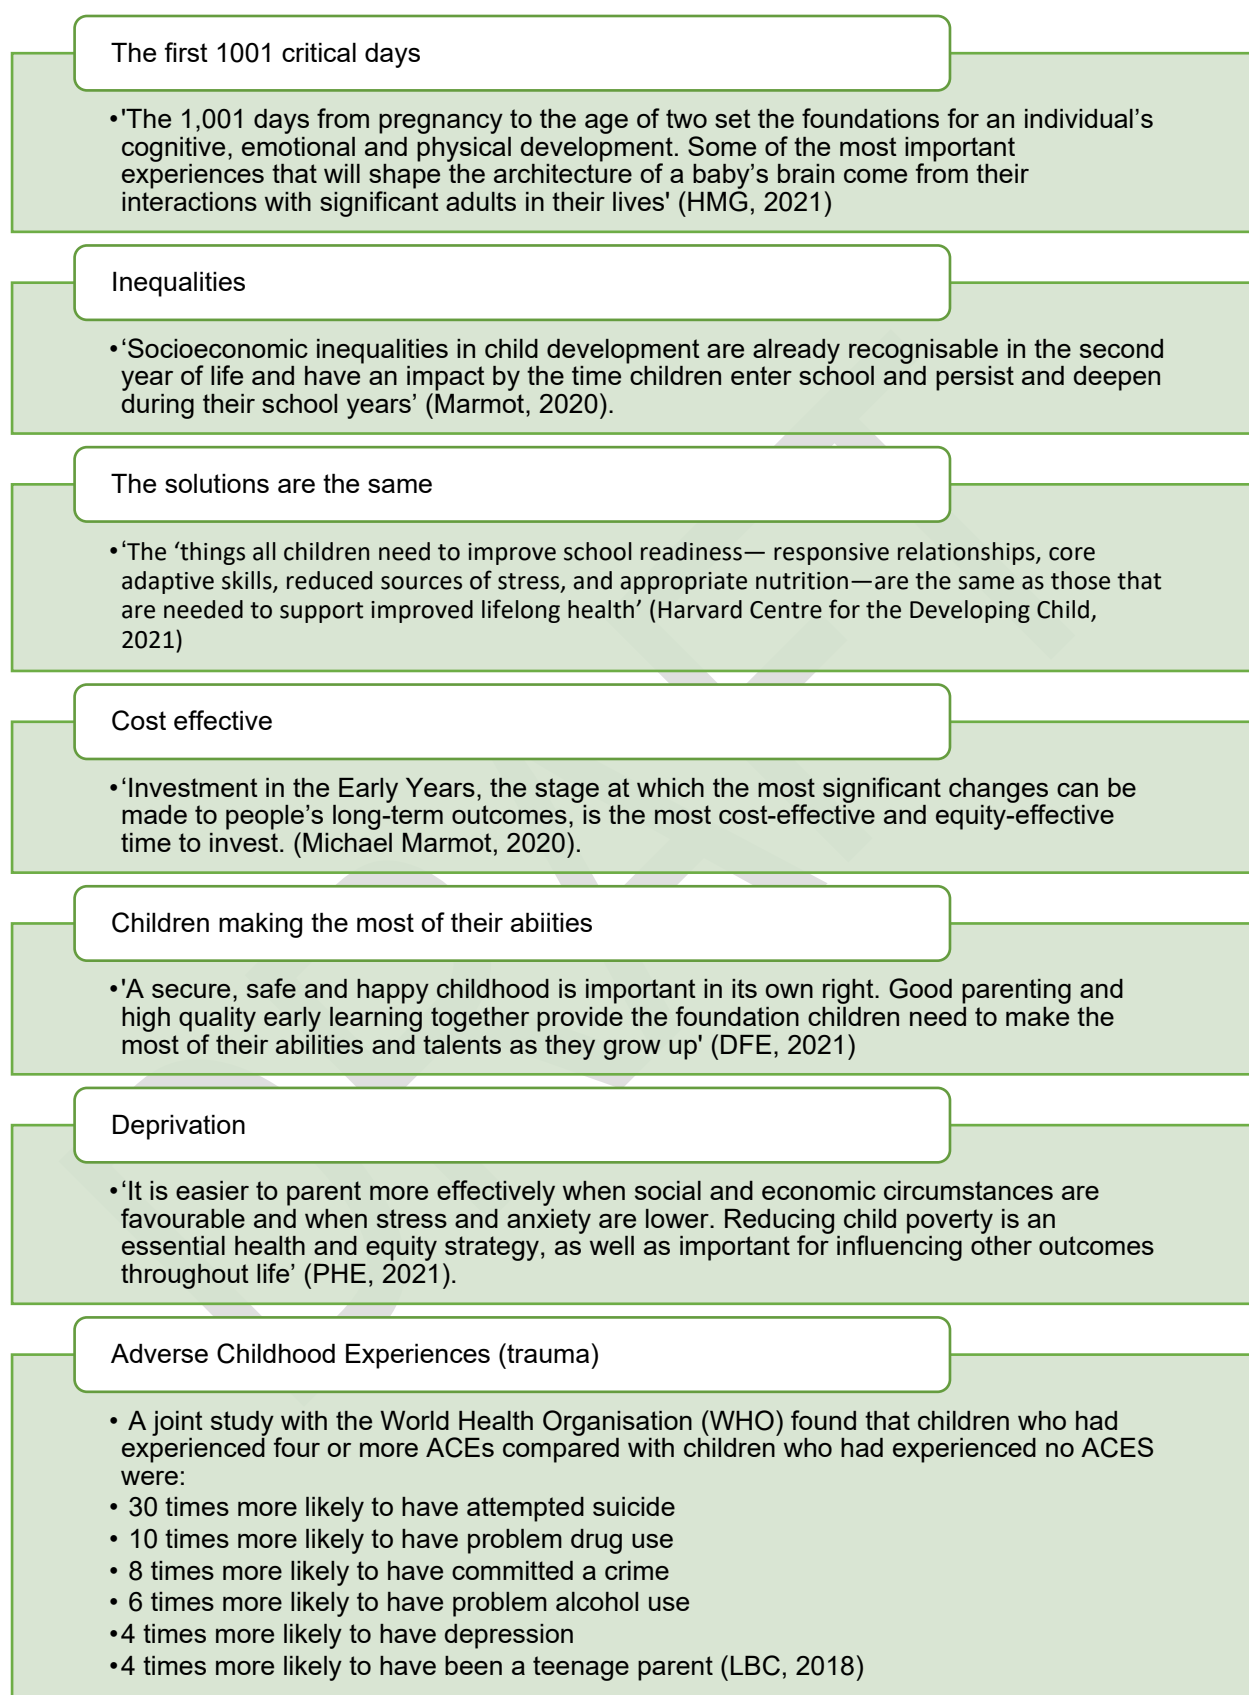 The first 1001 critical days
•'The 1,001 days from pregnancy to the age of two set the foundations for an individual’s
cognitive, emotional and physical development. Some of the most important
experiences that will shape the architecture of a baby’s brain come from their
interactions with significant adults in their lives' (HMG, 2021)
Inequalities
•‘Socioeconomic inequalities in child development are already recognisable in the second
year of life and have an impact by the time children enter school and persist and deepen
during their school years’ (Marmot, 2020).
The solutions are the same
•‘The ‘things all children need to improve school readiness— responsive relationships, core
adaptive skills, reduced sources of stress, and appropriate nutrition—are the same as those that
are needed to support improved lifelong health’ (Harvard Centre for the Developing Child,
2021)
Cost effective
•‘Investment in the Early Years, the stage at which the most significant changes can be
made to people’s long-term outcomes, is the most cost-effective and equity-effective
time to invest. (Michael Marmot, 2020).
Children making the most of their abiities
•'A secure, safe and happy childhood is important in its own right. Good parenting and
high quality early learning together provide the foundation children need to make the
most of their abilities and talents as they grow up' (DFE, 2021)
Deprivation
•‘It is easier to parent more effectively when social and economic circumstances are
favourable and when stress and anxiety are lower. Reducing child poverty is an
essential health and equity strategy, as well as important for influencing other outcomes
throughout life’ (PHE, 2021).
Adverse Childhood Experiences (trauma)
• A joint study with the World Health Organisation (WHO) found that children who had
experienced four or more ACEs compared with children who had experienced no ACES
were:
• 30 times more likely to have attempted suicide
• 10 times more likely to have problem drug use
• 8 times more likely to have committed a crime
• 6 times more likely to have problem alcohol use
•4 times more likely to have depression
•4 times more likely to have been a teenage parent (LBC, 2018)
DRAFT